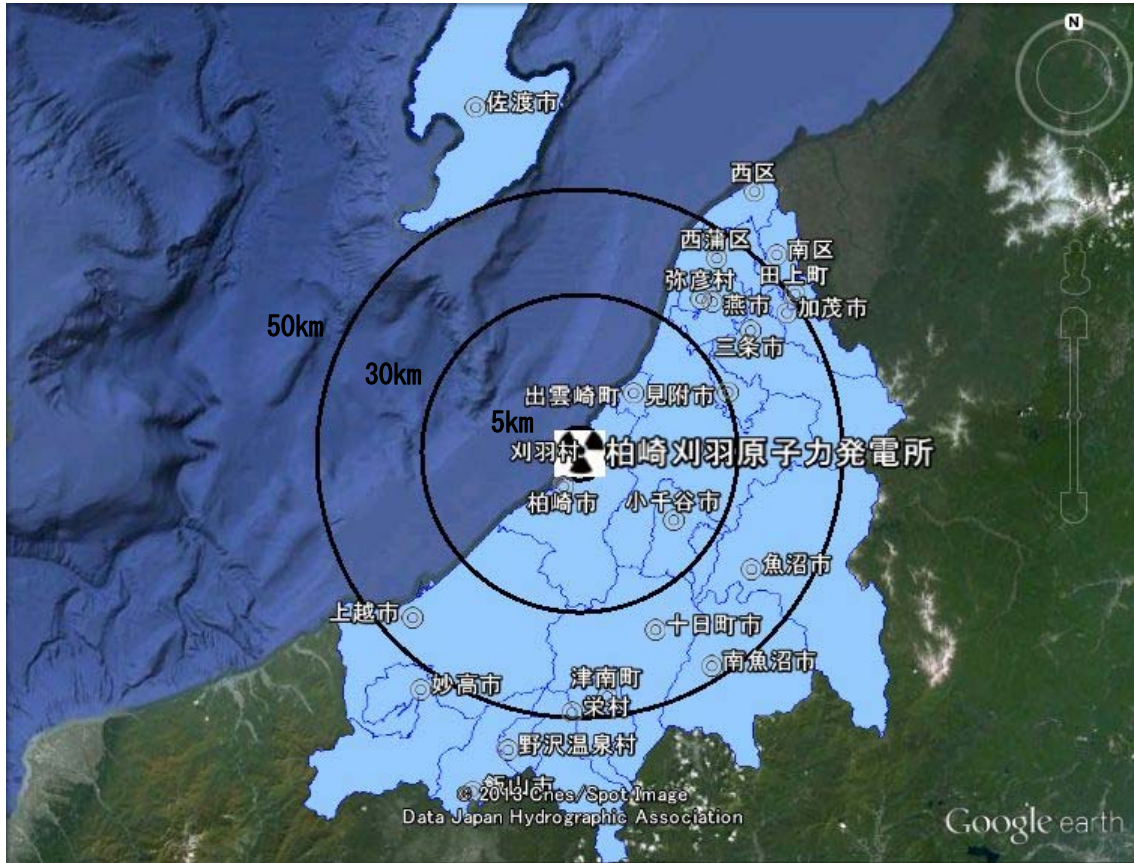 N
佐渡市
西区
西蒲区
南区
弥彦村
田上町
燕市
加茂市
三条市
50km
30km
出雲崎町
見附市
5km
刈羽村
柏崎刈羽原子力発電所
柏崎市
小千谷市
魚沼市
上越市
十日町市
南魚沼市
妙高市
津南町
栄村
野沢温泉村
飯山市
© 2013 Cnes/Spot Image
Data Japan Hydrographic Association
Google earth